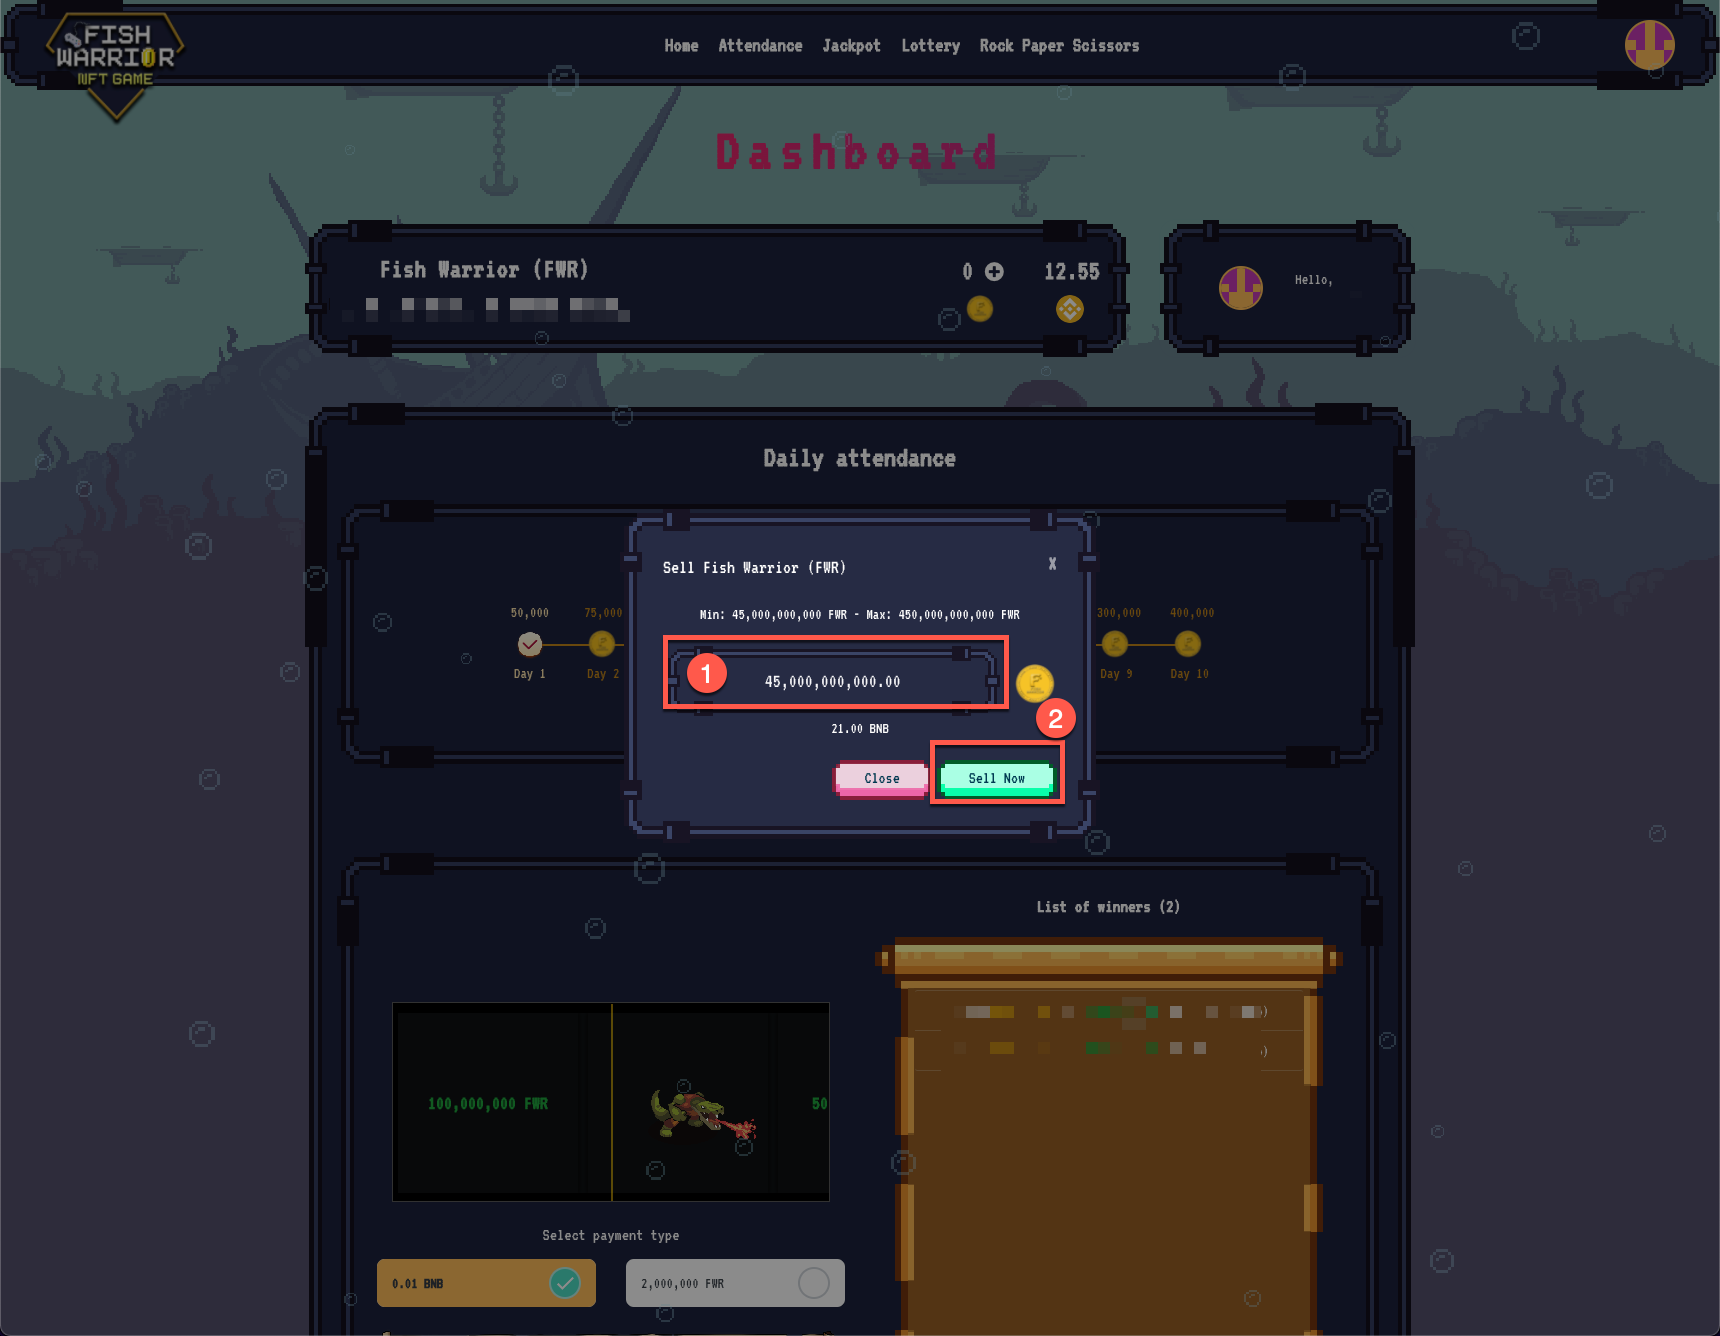 FISH
WARRIOR
NFT GAME
Home Attendance Jackpot Lottery Rock Paper Scissors
Dashboard
Fish Warrior (FWR)
0 12.55
Hello,
Daily attendance
50,000 75,000 300,000 400,000
Day 1 Day 2 Day 9 Day 10
Sell Fish Warrior (FWR) X
Min: 45,000,000,000 FWR - Max: 450,000,000,000 FWR
1
45,000,000,000.00
2
21.00 BNB
Close Sell Now
List of winners (2)
100,000,000 FWR 50
Select payment type
0.01 BNB 2,000,000 FWR